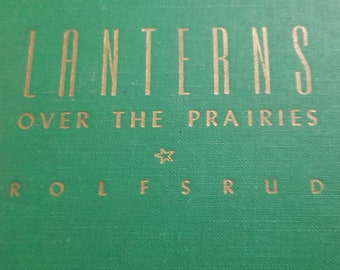 LANTERNS
OVER THE PRAIRIES
ROLFSRUD